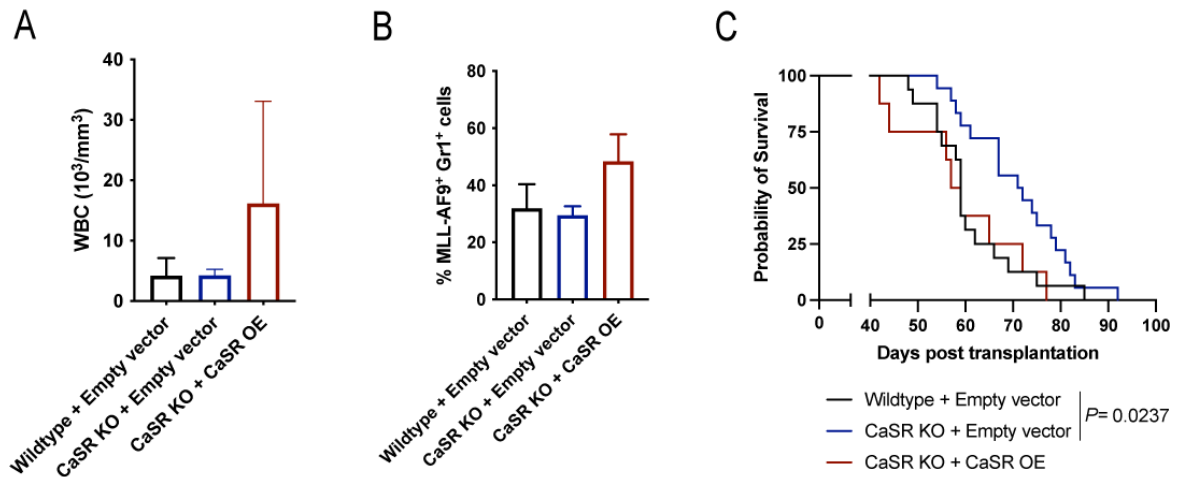 A
WBC (10³/mm³)
40
30
20
10
0
Wildtype + Empty vector
CaSR KO + Empty vector
CaSR KO + CaSR OE
B
% MLL-AF9⁺ Gr1⁺ cells
80
60
40
20
0
Wildtype + Empty vector
CaSR KO + Empty vector
CaSR KO + CaSR OE
C
Probability of Survival
100
75
50
25
0
0 40 50 60 70 80 90 100
Days post transplantation
Wildtype + Empty vector
CaSR KO + Empty vector
P= 0.0237
CaSR KO + CaSR OE